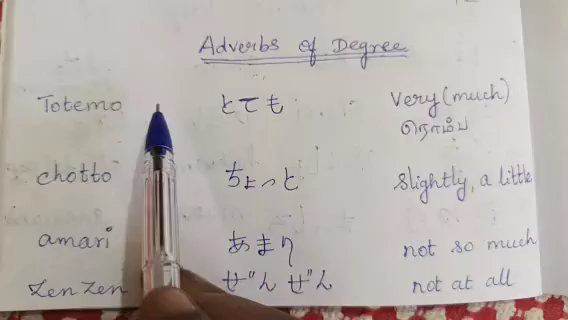 Adverbs of Degree
Totemo とても Very (much)
ரொம்ப
chotto ちょっと slightly, a little
amari あまり not so much
Zen Zen ぜん ぜん not at all